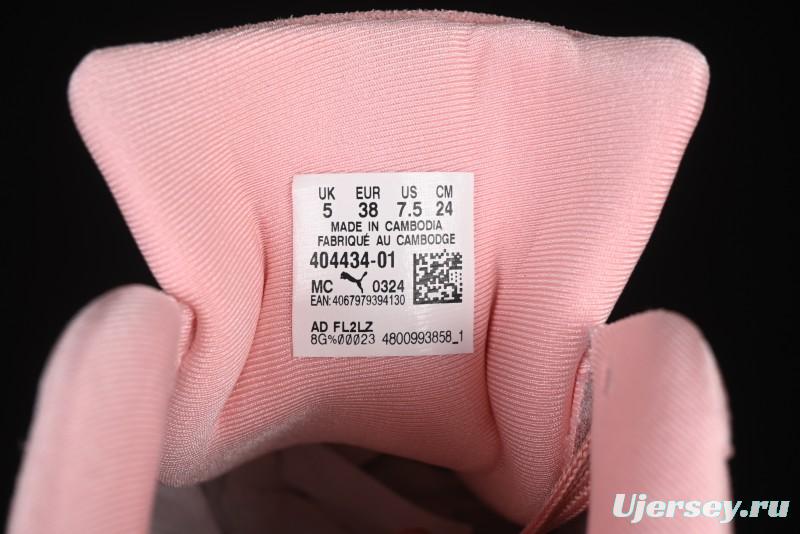 UK EUR US CM
5 38 7.5 24
MADE IN CAMBODIA
FABRIQUÉ AU CAMBODGE
404434-01
MC 0324
EAN: 4067979394130
AD FL2LZ
8G%00023 4800993858_1
Ujersey.ru